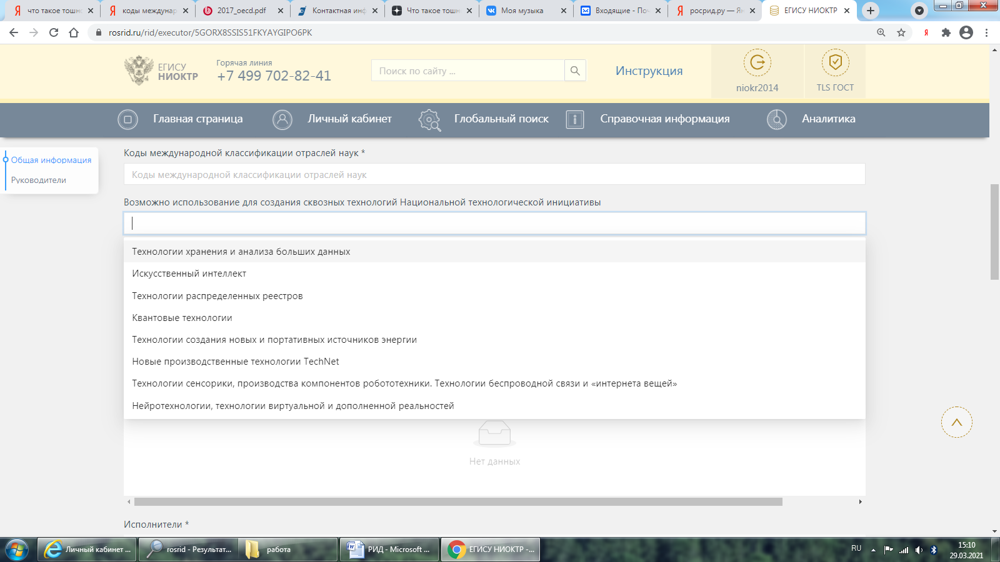 что такое тошн
коды междунар
2017_oecd.pdf
Контактная инф
Что такое тошн
Моя музыка
Входящие - Поч
росрид.ру — Ян
ЕГИСУ НИОКТР
rosrid.ru/rid/executor/5GORX8SSIS51FKYAYGIPO6PK
ЕГИСУ
НИОКТР
Горячая линия
+7 499 702-82-41
Поиск по сайту ...
Инструкция
niokr2014
TLS ГОСТ
Главная страница
Личный кабинет
Глобальный поиск
Справочная информация
Аналитика
Общая информация
Руководители
Коды международной классификации отраслей наук *
Коды международной классификации отраслей наук
Возможно использование для создания сквозных технологий Национальной технологической инициативы
Технологии хранения и анализа больших данных
Искусственный интеллект
Технологии распределенных реестров
Квантовые технологии
Технологии создания новых и портативных источников энергии
Новые производственные технологии TechNet
Технологии сенсорики, производства компонентов робототехники. Технологии беспроводной связи и «интернета вещей»
Нейротехнологии, технологии виртуальной и дополненной реальностей
Нет данных
Исполнители *
Личный кабинет ...
rosrid - Результат...
работа
РИД - Microsoft ...
ЕГИСУ НИОКТР -...
RU
15:10
29.03.2021